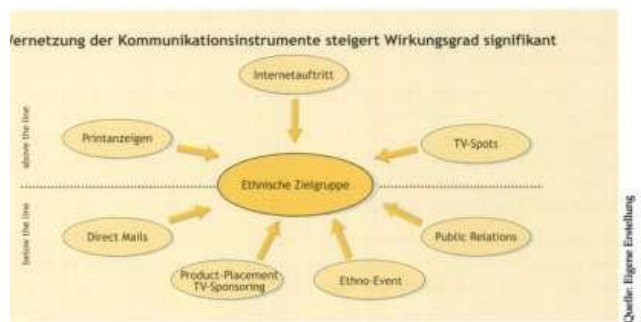 Vernetzung der Kommunikationsinstrumente steigert Wirkungsgrad signifikant
Internetauftritt
above the line
Printanzeigen
TV-Spots
Ethnische Zielgruppe
below the line
Direct Mails
Public Relations
Product-Placement
TV-Sponsoring
Ethno-Event
Quelle: Eigene Erstellung